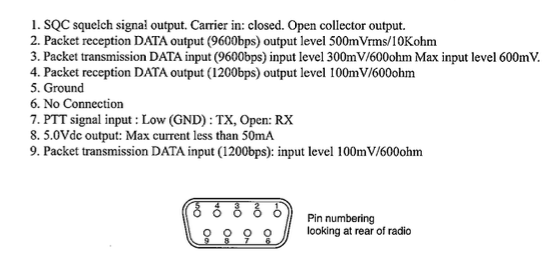 1. SQC squelch signal output. Carrier in: closed. Open collector output.
2. Packet reception DATA output (9600bps) output level 500mVrms/10Kohm
3. Packet transmission DATA input (9600bps) input level 300mV/600ohm Max input level 600mV.
4. Packet reception DATA output (1200bps) output level 100mV/600ohm
5. Ground
6. No Connection
7. PTT signal input : Low (GND) : TX, Open: RX
8. 5.0Vdc output: Max current less than 50mA
9. Packet transmission DATA input (1200bps): input level 100mV/600ohm
5 4 3 2 1
Pin numbering
looking at rear of radio
9 8 7 6